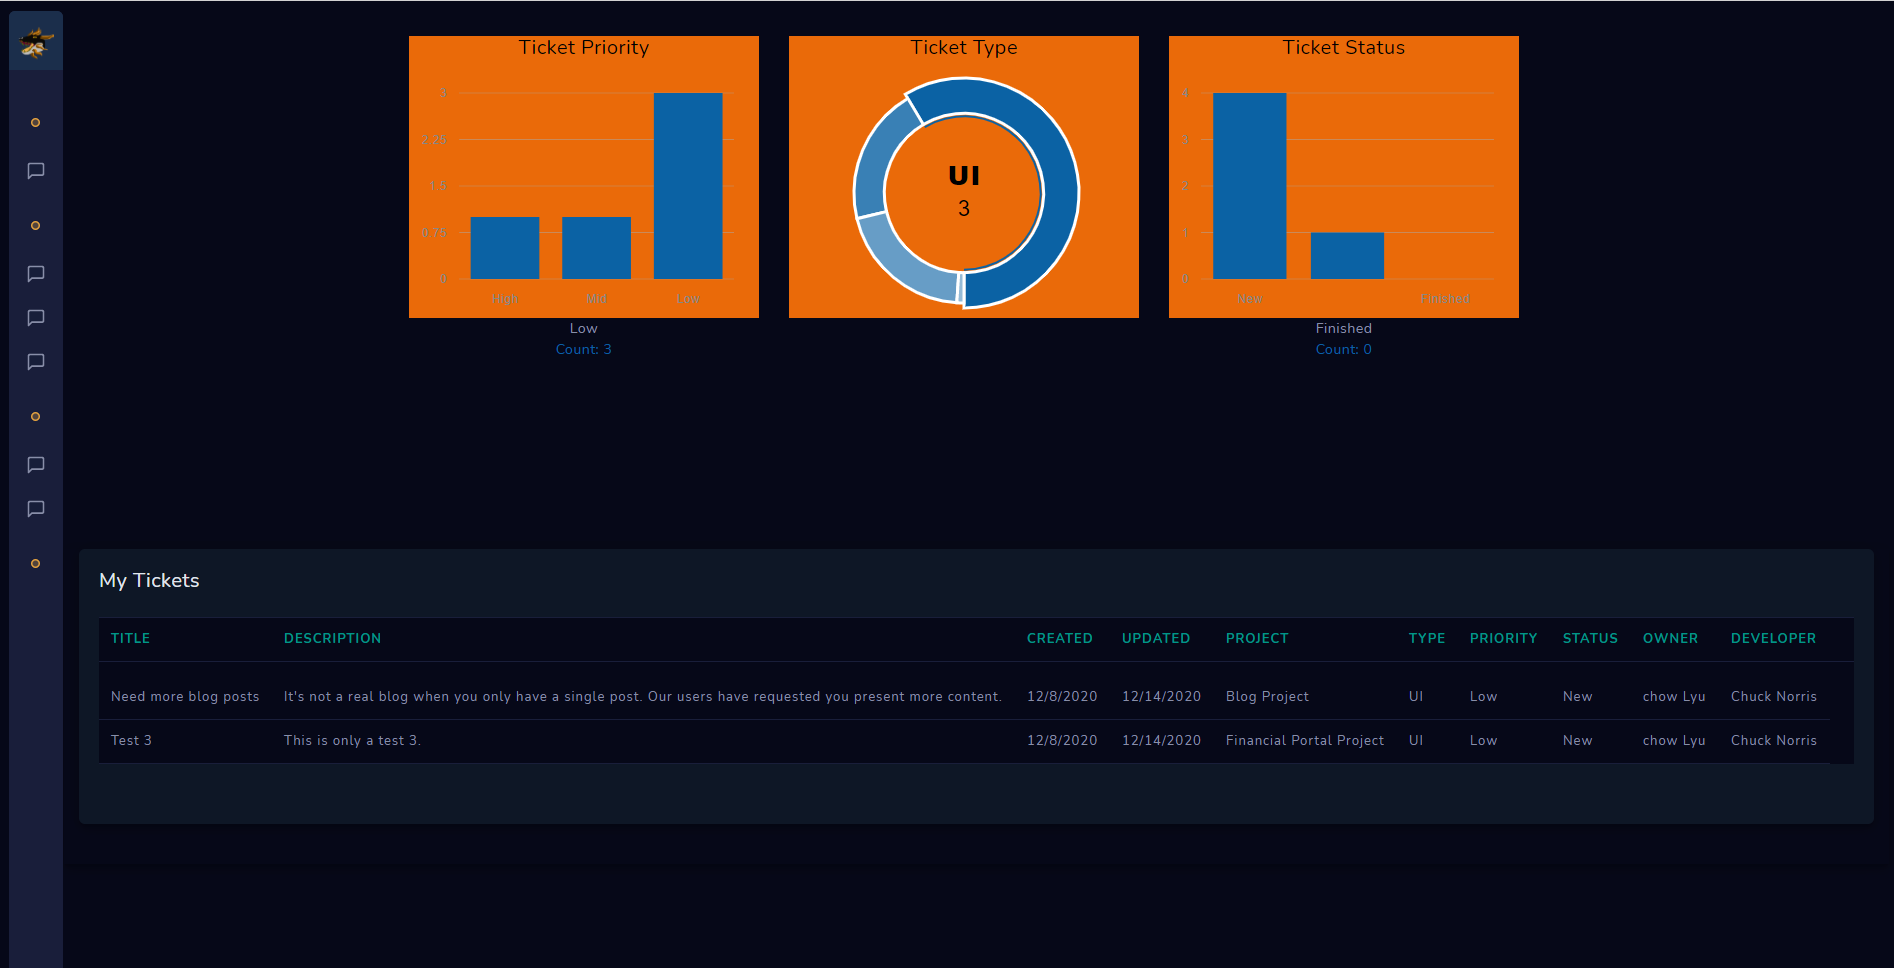 Ticket Priority
3
2.25
1.5
0.75
0
High Mid Low
Low
Count: 3
Ticket Type
UI
3
Ticket Status
4
3
2
1
0
New Finished
Finished
Count: 0
My Tickets
TITLE DESCRIPTION CREATED UPDATED PROJECT TYPE PRIORITY STATUS OWNER DEVELOPER
Need more blog posts It's not a real blog when you only have a single post. Our users have requested you present more content. 12/8/2020 12/14/2020 Blog Project UI Low New chow Lyu Chuck Norris
Test 3 This is only a test 3. 12/8/2020 12/14/2020 Financial Portal Project UI Low New chow Lyu Chuck Norris